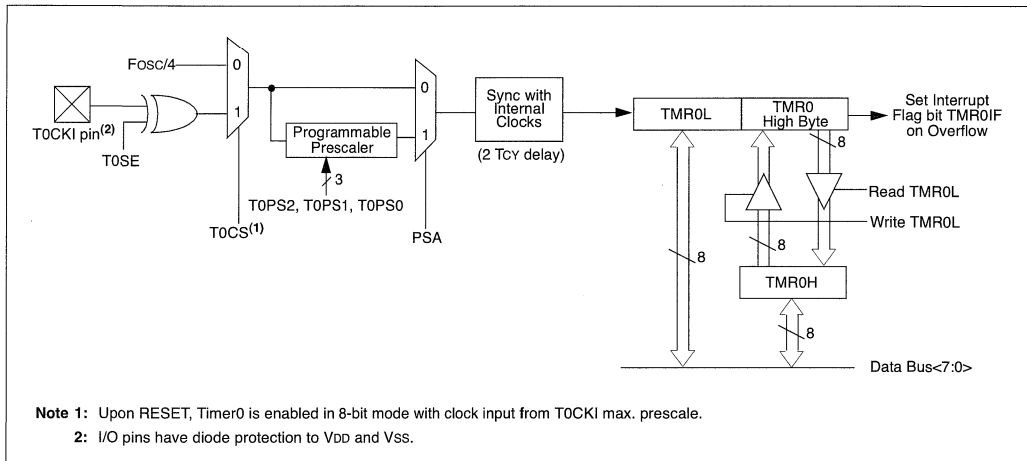 FOSC/4
0
1
T0CKI pin(2)
T0SE
T0CS(1)
Programmable
Prescaler
3
T0PS2, T0PS1, T0PS0
0
1
PSA
Sync with
Internal
Clocks
(2 TCY delay)
TMR0L
TMR0
High Byte
Set Interrupt
Flag bit TMR0IF
on Overflow
8
Read TMR0L
Write TMR0L
8
8
TMR0H
8
Data Bus<7:0>
Note 1: Upon RESET, Timer0 is enabled in 8-bit mode with clock input from T0CKI max. prescale.
2: I/O pins have diode protection to VDD and VSS.